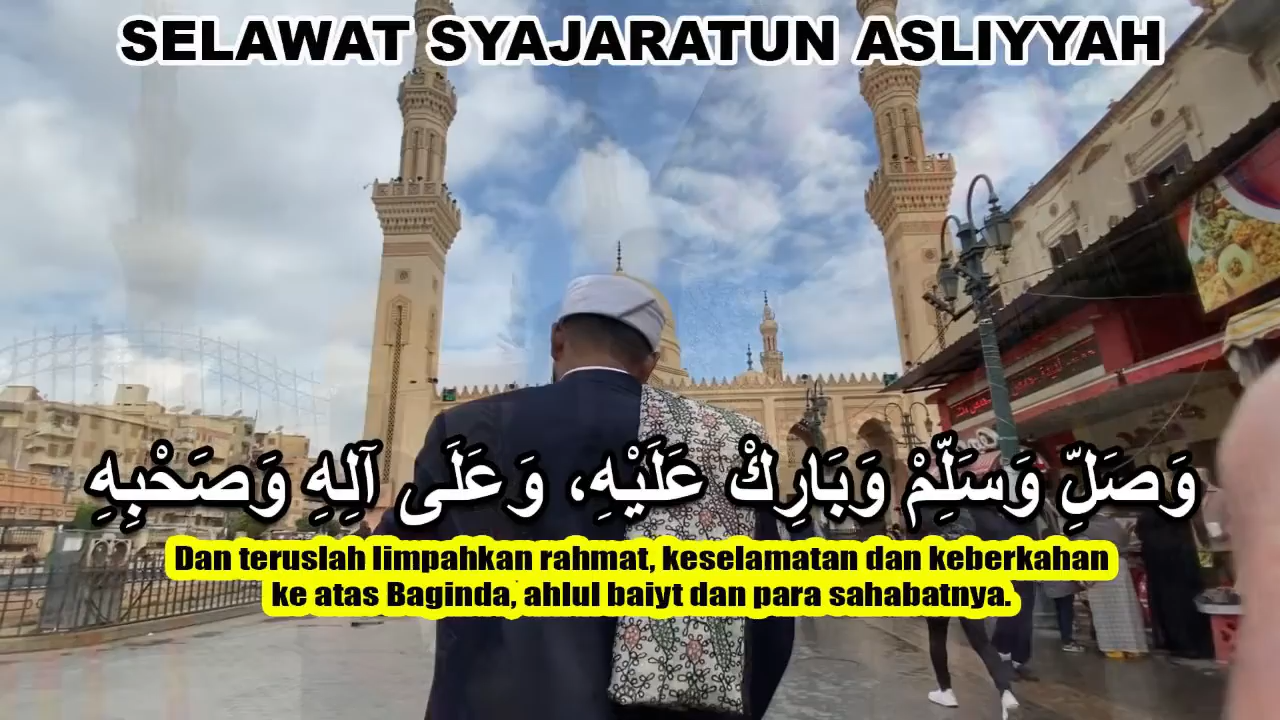 SELAWAT SYAJARATUN ASLIYYAH
وَصَلِّ وَسَلِّمْ وَبَارِكْ عَلَيْهِ، وَعَلَى آلِهِ وَصَحْبِهِ
Dan teruslah limpahkan rahmat, keselamatan dan keberkahan
ke atas Baginda, ahlul baiyt dan para sahabatnya.